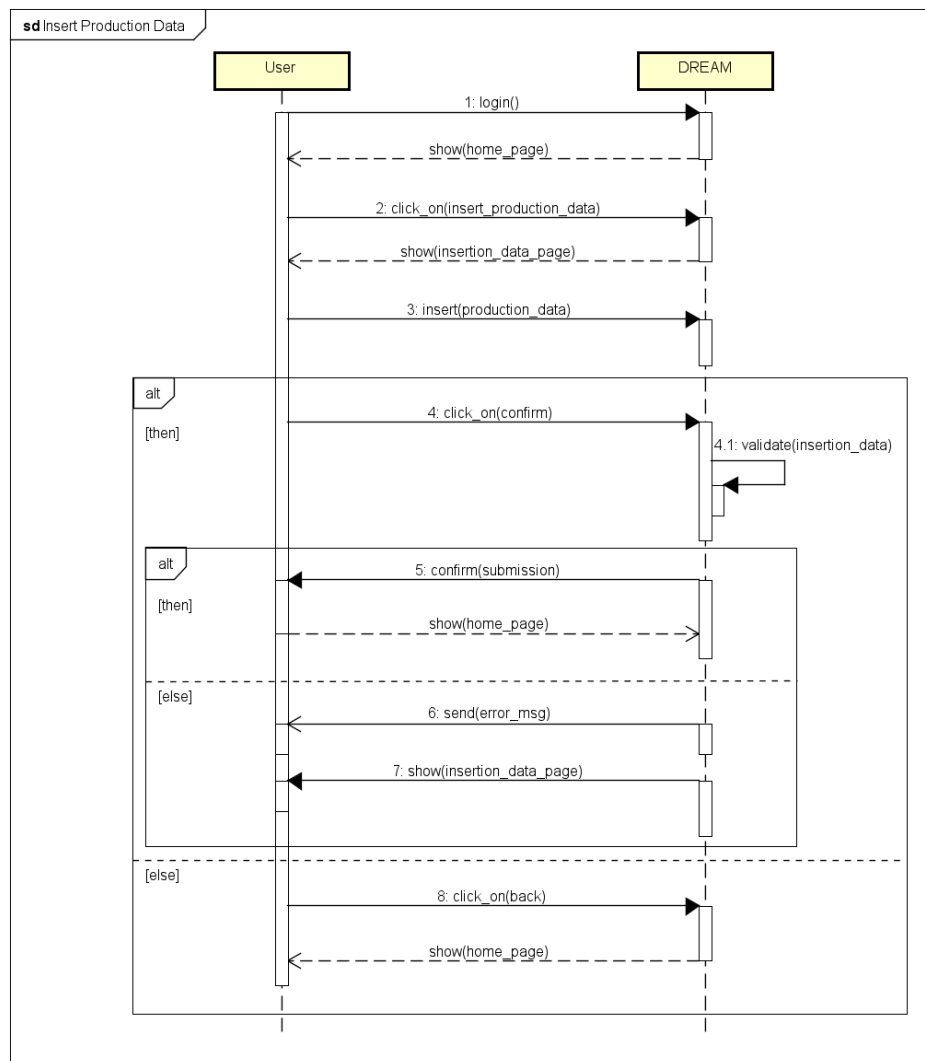 sd Insert Production Data
User
DREAM
1: login()
show(home_page)
2: click_on(insert_production_data)
show(insertion_data_page)
3: insert(production_data)
alt
4: click_on(confirm)
[then]
4.1: validate(insertion_data)
alt
5: confirm(submission)
[then]
show(home_page)
[else]
6: send(error_msg)
7: show(insertion_data_page)
[else]
8: click_on(back)
show(home_page)